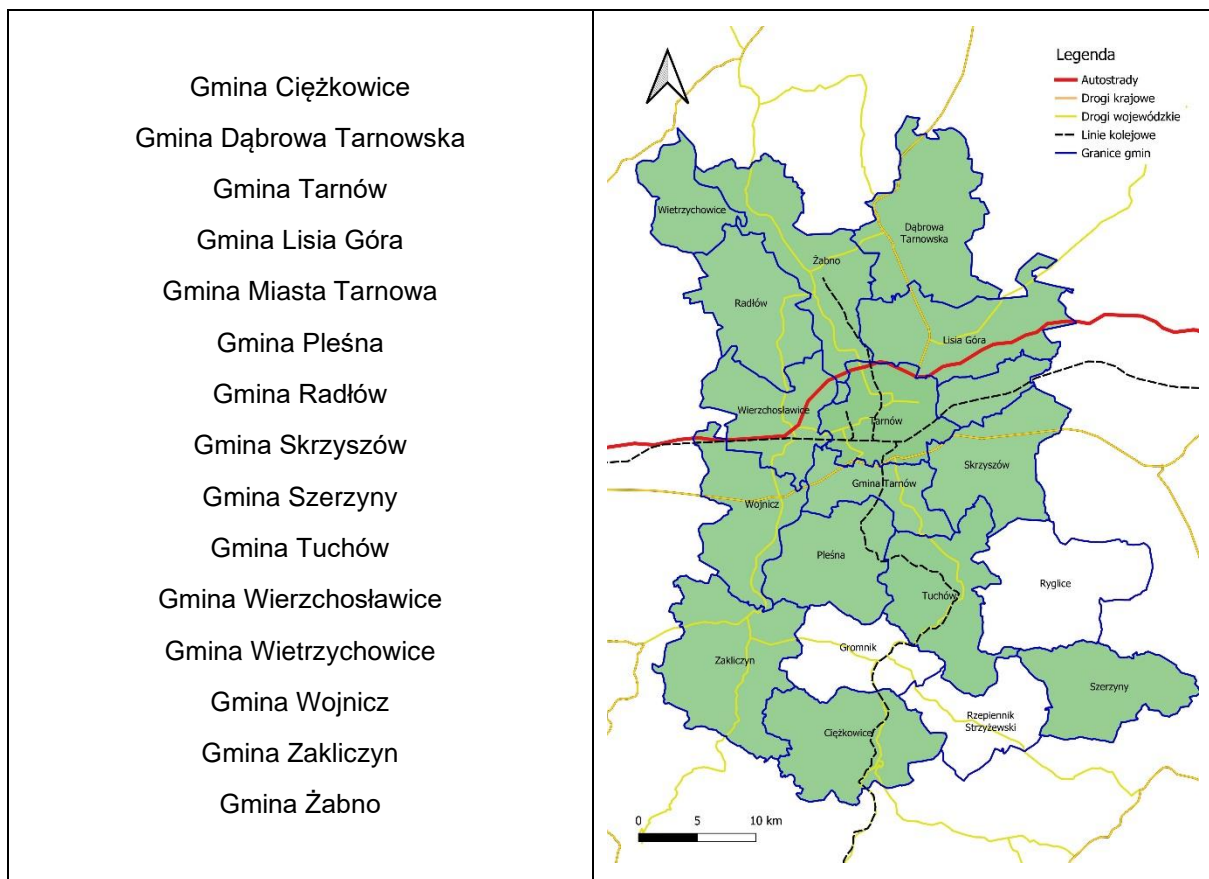 Gmina Ciężkowice
Gmina Dąbrowa Tarnowska
Gmina Tarnów
Gmina Lisia Góra
Gmina Miasta Tarnowa
Gmina Pleśna
Gmina Radłów
Gmina Skrzyszów
Gmina Szerzyny
Gmina Tuchów
Gmina Wierzchosławice
Gmina Wietrzychowice
Gmina Wojnicz
Gmina Zakliczyn
Gmina Żabno
Legenda
Autostrady
Drogi krajowe
Drogi wojewódzkie
Linie kolejowe
Granice gmin
Wietrzychowice
Dąbrowa
Tarnowska
Żabno
Radłów
Lisia Góra
Wierzchosławice
Tarnów
Skrzyszów
Gmina Tarnów
Wojnicz
Pleśna
Ryglice
Tuchów
Gromnik
Zakliczyn
Szerzyny
Rzepiennik
Strzyżewski
Ciężkowice
0 5 10 km